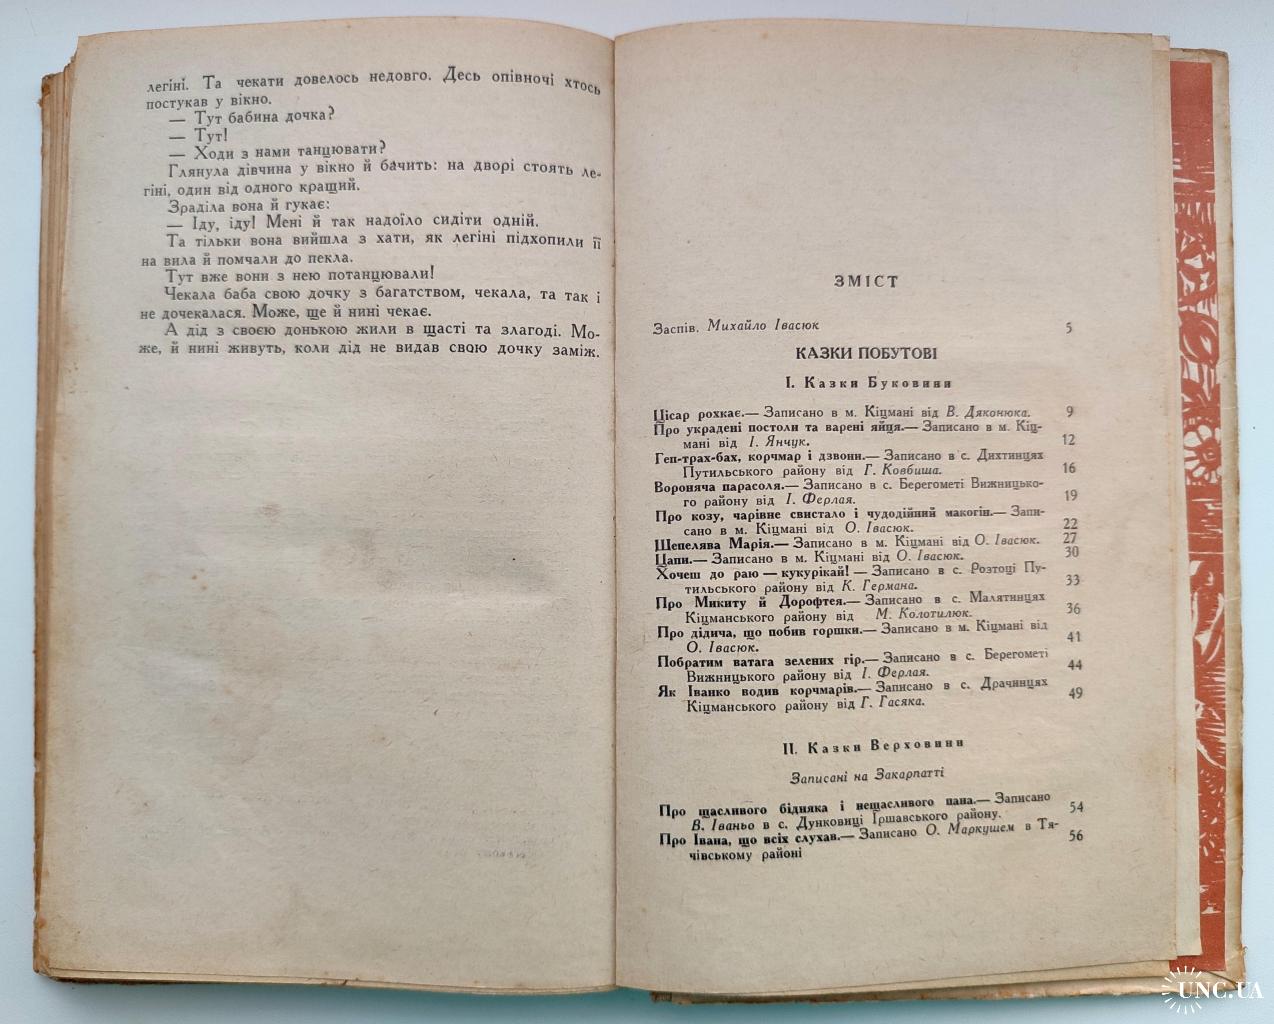 легіні. Та чекати довелось недовго. Десь опівночі хтось
постукав у вікно.
— Тут бабина дочка?
— Тут!
— Ходи з нами танцювати?
Глянула дівчина у вікно й бачить: на дворі стоять ле-
гіні, один від одного кращий.
Зраділа вона й гукає:
— Іду, іду! Мені й так надоїло сидіти одній.
Та тільки вона вийшла з хати, як легіні підхопили її
на вила й помчали до пекла.
Тут вже вони з нею потанцювали!
Чекала баба свою дочку з багатством, чекала, та так і
не дочекалася. Може, ще й нині чекає.
А дід з своєю донькою жили в щасті та злагоді. Мо-
же, й нині живуть, коли дід не видав свою дочку заміж.
ЗМІСТ
Заспів. Михайло Івасюк 5
КАЗКИ ПОБУТОВІ
І. Казки Буковини
Цісар рохкає.— Записано в м. Кіцмані від В. Дяконюка. 9
Про украдені постоли та варені яйця.— Записано в м. Кіц-
мані від І. Янчук. 12
Геп-трах-бах, корчмар і дзвони.— Записано в с. Дихтинцях
Путильського району від Г. Ковбиша. 16
Вороняча парасоля.— Записано в с. Берегометі Вижницько-
го району від І. Ферлая. 19
Про козу, чарівне свистало і чудодійний макогін.— Запи-
сано в м. Кіцмані від О. Івасюк. 22
Шепелява Марія.— Записано в м. Кіцмані від О. Івасюк. 27
Цапи.— Записано в м. Кіцмані від О. Івасюк. 30
Хочеш до раю — кукурікай! — Записано в с. Розтоці Пу-
тильського району від К. Германа. 33
Про Микиту й Дорофтея.— Записано в с. Малятинцях
Кіцманського району від М. Колотилюк. 36
Про дідича, що побив горшки.— Записано в м. Кіцмані від
О. Івасюк. 41
Побратим ватага зелених гір.— Записано в с. Берегометі
Вижницького району від І. Ферлая. 44
Як Іванко водив корчмарів.— Записано в с. Драчинцях
Кіцманського району від Г. Гасяка. 49
ІІ. Казки Верховини
Записані на Закарпатті
Про щасливого бідняка і нещасливого пана.— Записано
В. Іваньо в с. Дунковиці Іршавського району. 54
Про Івана, що всіх слухав.— Записано О. Маркушем в Тя-
чівському районі 56
UNC.UA